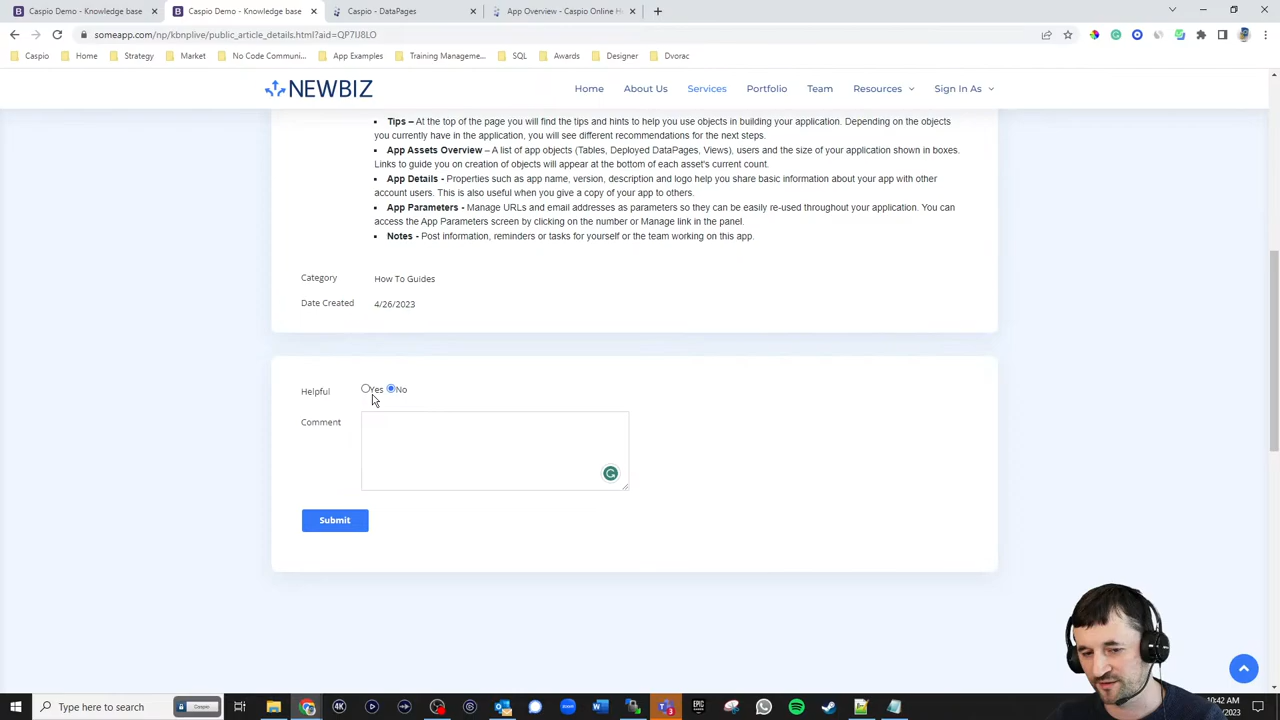 Caspio Demo - Knowledge base
Caspio Demo - Knowledge base
Caspio - DataPages
App Overview - Caspio Online H
someapp.com/np/kbnplive/public_article_details.html?aid=QP7IJ8LO
Caspio
Home
Strategy
Market
No Code Communi...
App Examples
Training Manageme...
SQL
Awards
Designer
Dvorac
NEWBIZ
Home
About Us
Services
Portfolio
Team
Resources
Sign In As
Tips – At the top of the page you will find the tips and hints to help you use objects in building your application. Depending on the objects
you currently have in the application, you will see different recommendations for the next steps.
App Assets Overview – A list of app objects (Tables, Deployed DataPages, Views), users and the size of your application shown in boxes.
Links to guide you on creation of objects will appear at the bottom of each asset's current count.
App Details - Properties such as app name, version, description and logo help you share basic information about your app with other
account users. This is also useful when you give a copy of your app to others.
App Parameters - Manage URLs and email addresses as parameters so they can be easily re-used throughout your application. You can
access the App Parameters screen by clicking on the number or Manage link in the panel.
Notes - Post information, reminders or tasks for yourself or the team working on this app.
Category
How To Guides
Date Created
4/26/2023
Helpful
Yes
No
Comment
Submit
Type here to search
Caspio
4K
10:42 AM
/2023